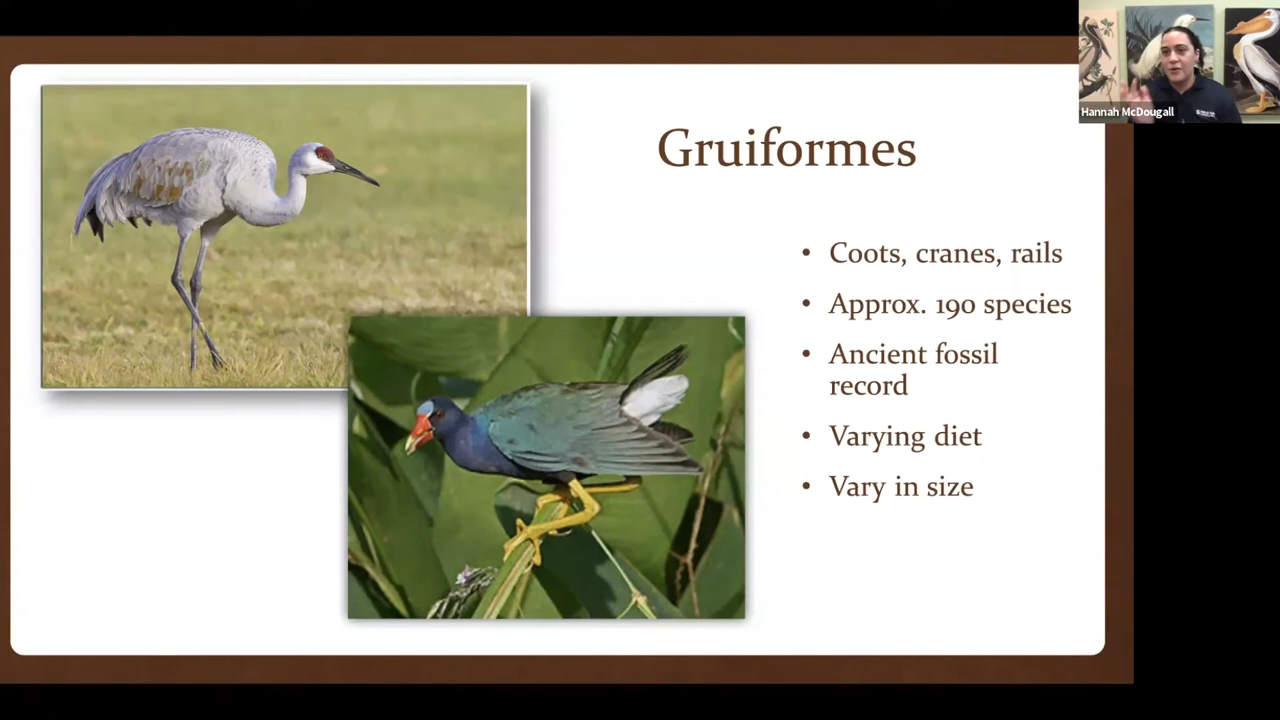 Hannah McDougall
Gruiformes
• Coots, cranes, rails
• Approx. 190 species
• Ancient fossil
record
• Varying diet
• Vary in size